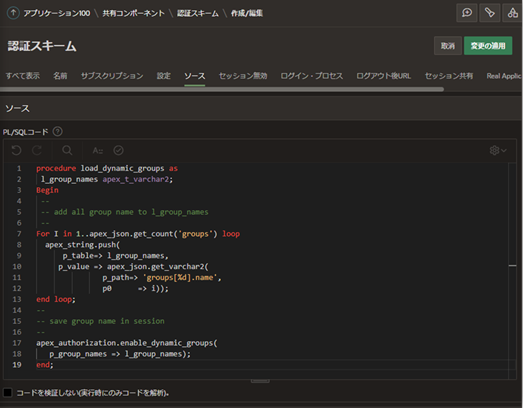 アプリケーション100 \ 共有コンポーネント \ 認証スキーム \ 作成/編集
認証スキーム
取消 変更の適用
すべて表示 名前 サブスクリプション 設定 ソース セッション無効 ログイン・プロセス ログアウト後URL セッション共有 Real Applic
ソース
PL/SQLコード
1 procedure load_dynamic_groups as
2 l_group_names apex_t_varchar2;
3 Begin
4 --
5 -- add all group name to l_group_names
6 --
7 For I in 1..apex_json.get_count('groups') loop
8 apex_string.push(
9 p_table=> l_group_names,
10 p_value => apex_json.get_varchar2(
11 p_path=> 'groups[%d].name',
12 p0 => i));
13 end loop;
14 --
15 -- save group name in session
16 --
17 apex_authorization.enable_dynamic_groups(
18 p_group_names => l_group_names);
19 end;
コードを検証しない(実行時にのみコードを解析)。